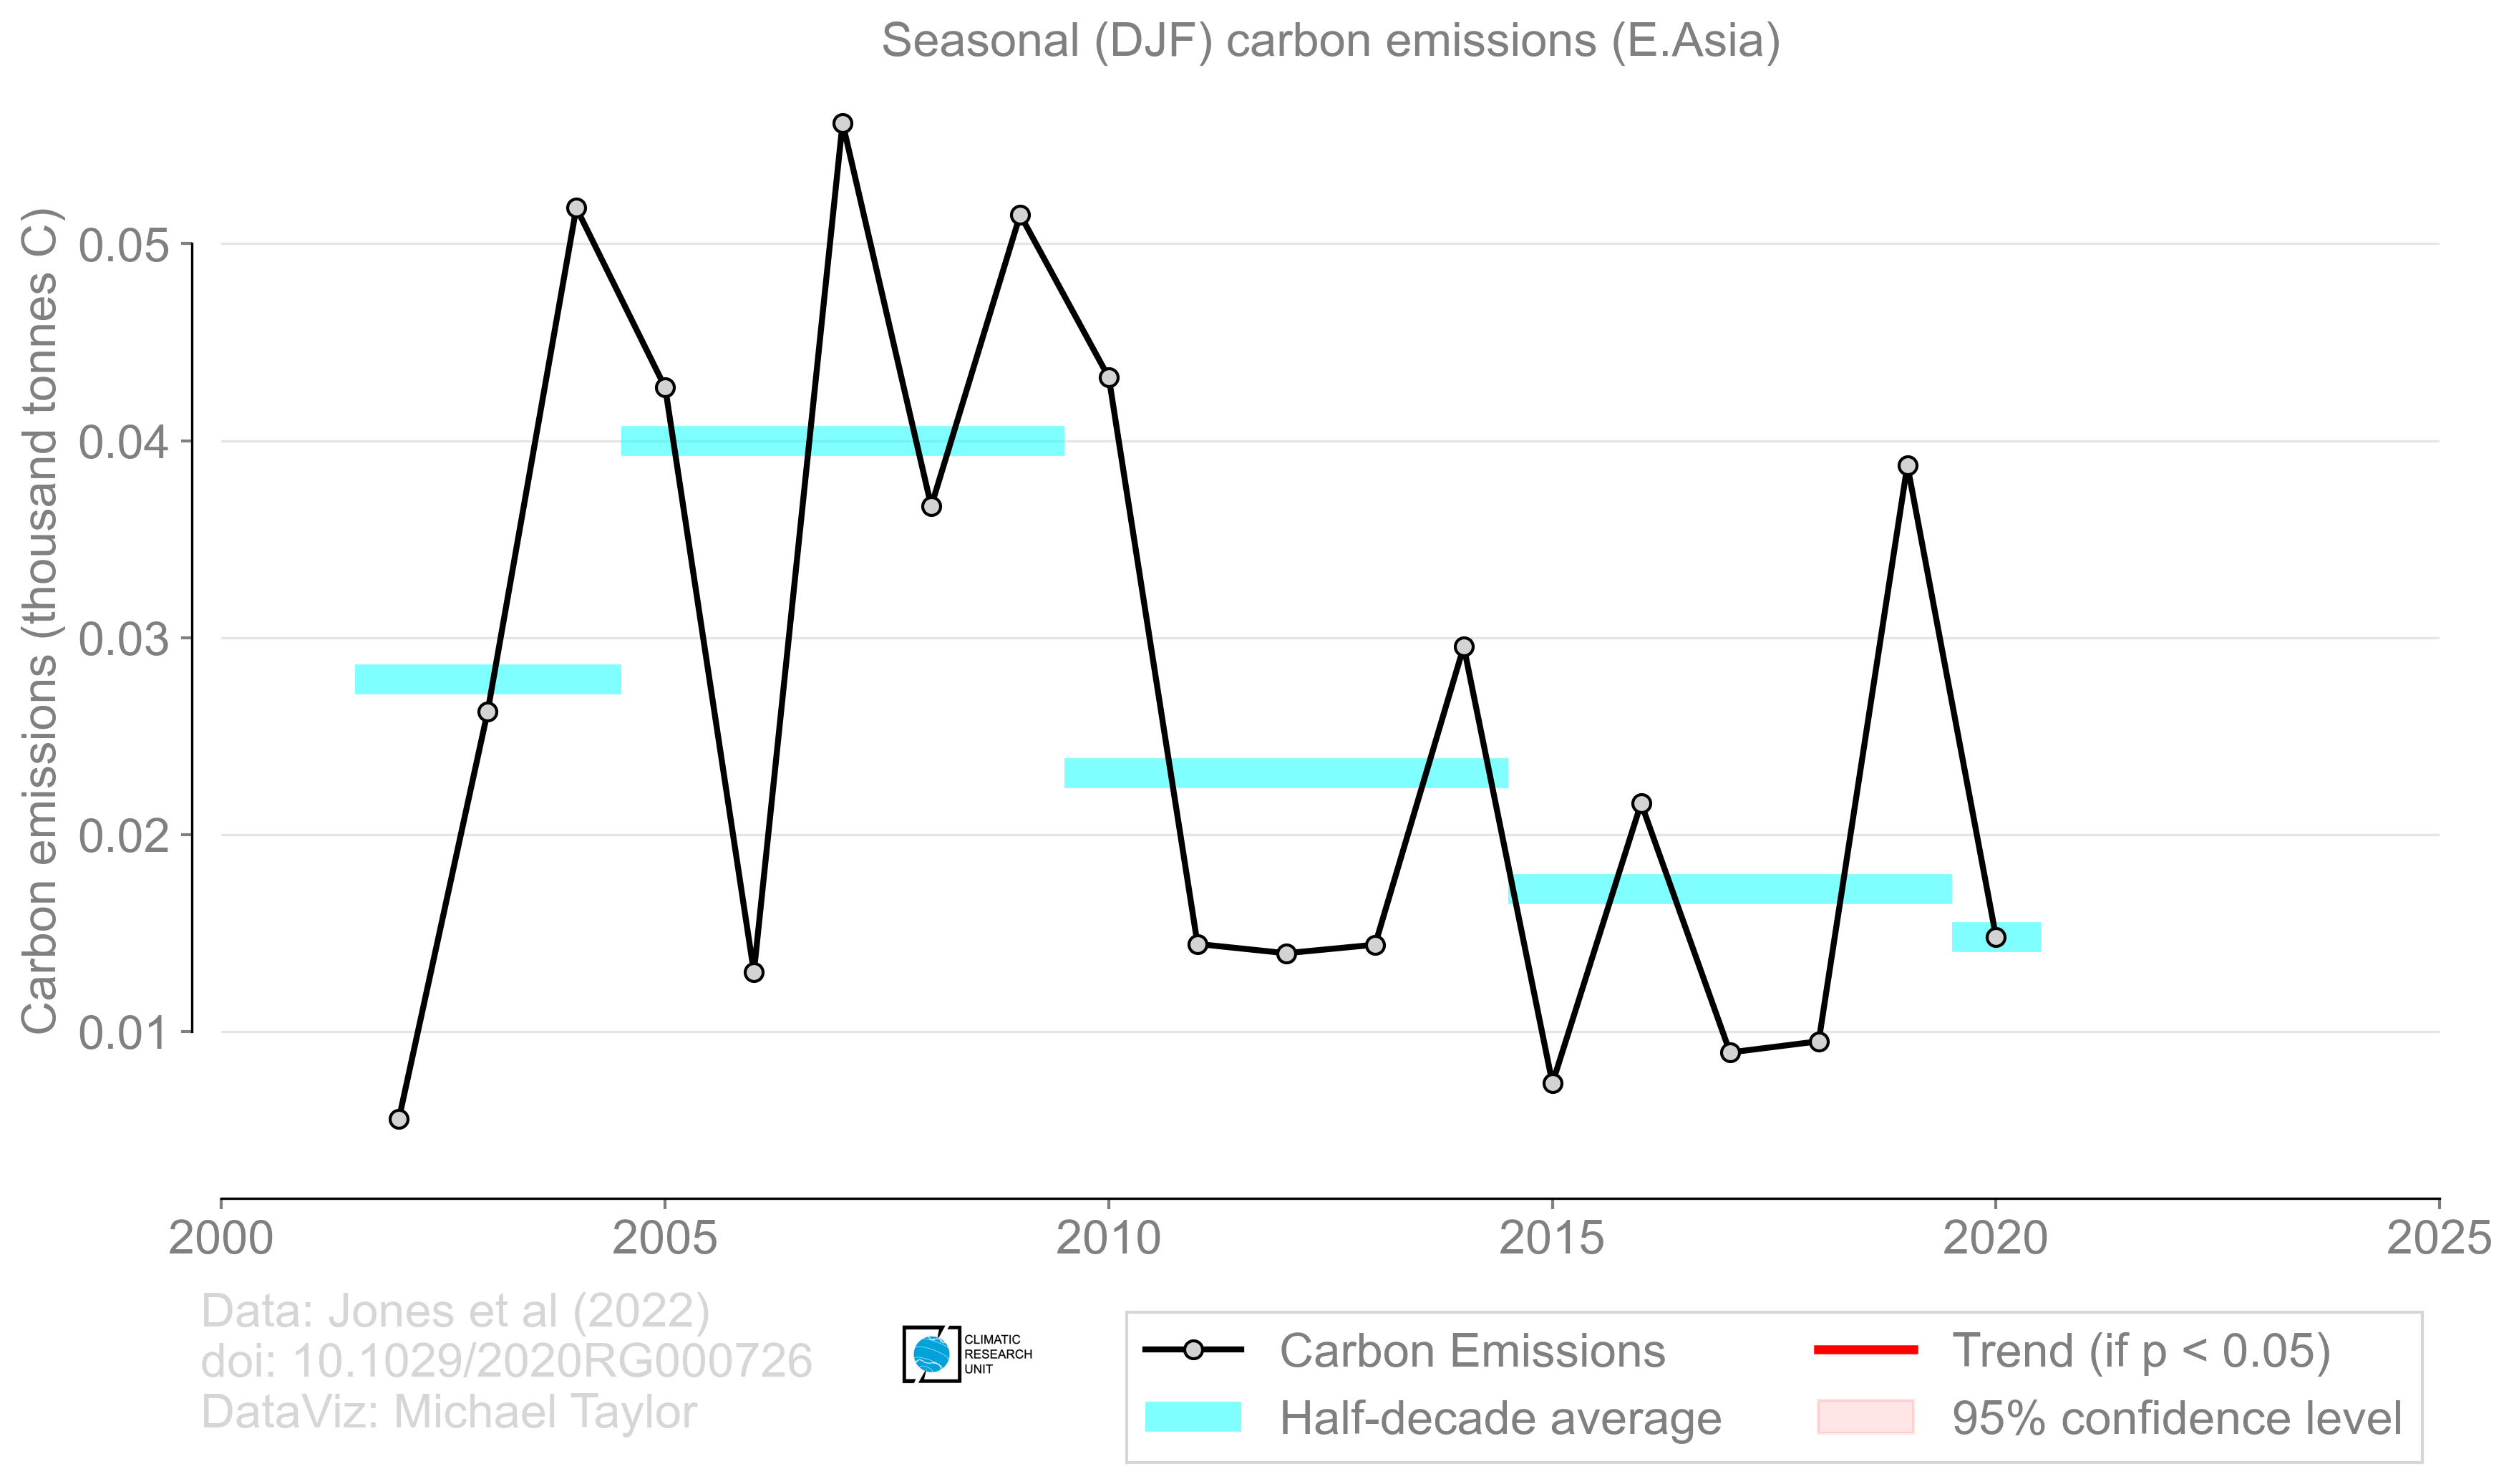 Seasonal (DJF) carbon emissions (E.Asia)
Carbon emissions (thousand tonnes C)
0.05
0.04
0.03
0.02
0.01
2000 2005 2010 2015 2020 2025
Data: Jones et al (2022)
doi: 10.1029/2020RG000726
DataViz: Michael Taylor
CLIMATIC
RESEARCH
UNIT
Carbon Emissions
Half-decade average
Trend (if p < 0.05)
95% confidence level